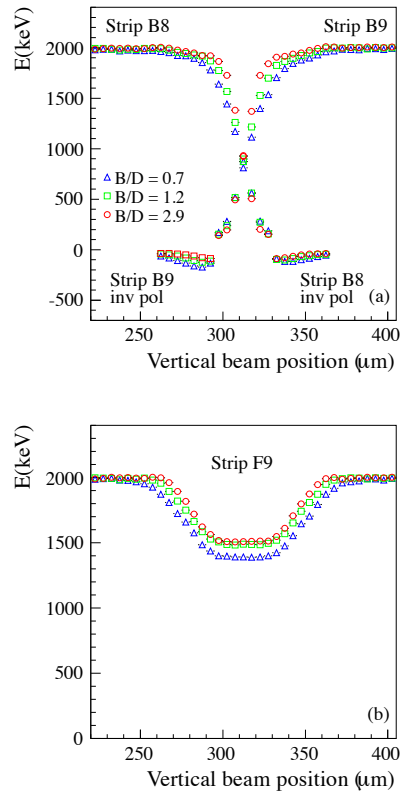 E(keV)
Strip B8 Strip B9
2000
1500
1000
500
0
-500
B/D = 0.7
B/D = 1.2
B/D = 2.9
Strip B9
inv pol
Strip B8
inv pol
(a)
250 300 350 400
Vertical beam position (μm)
E(keV)
Strip F9
2000
1500
1000
500
0
(b)
250 300 350 400
Vertical beam position (μm)